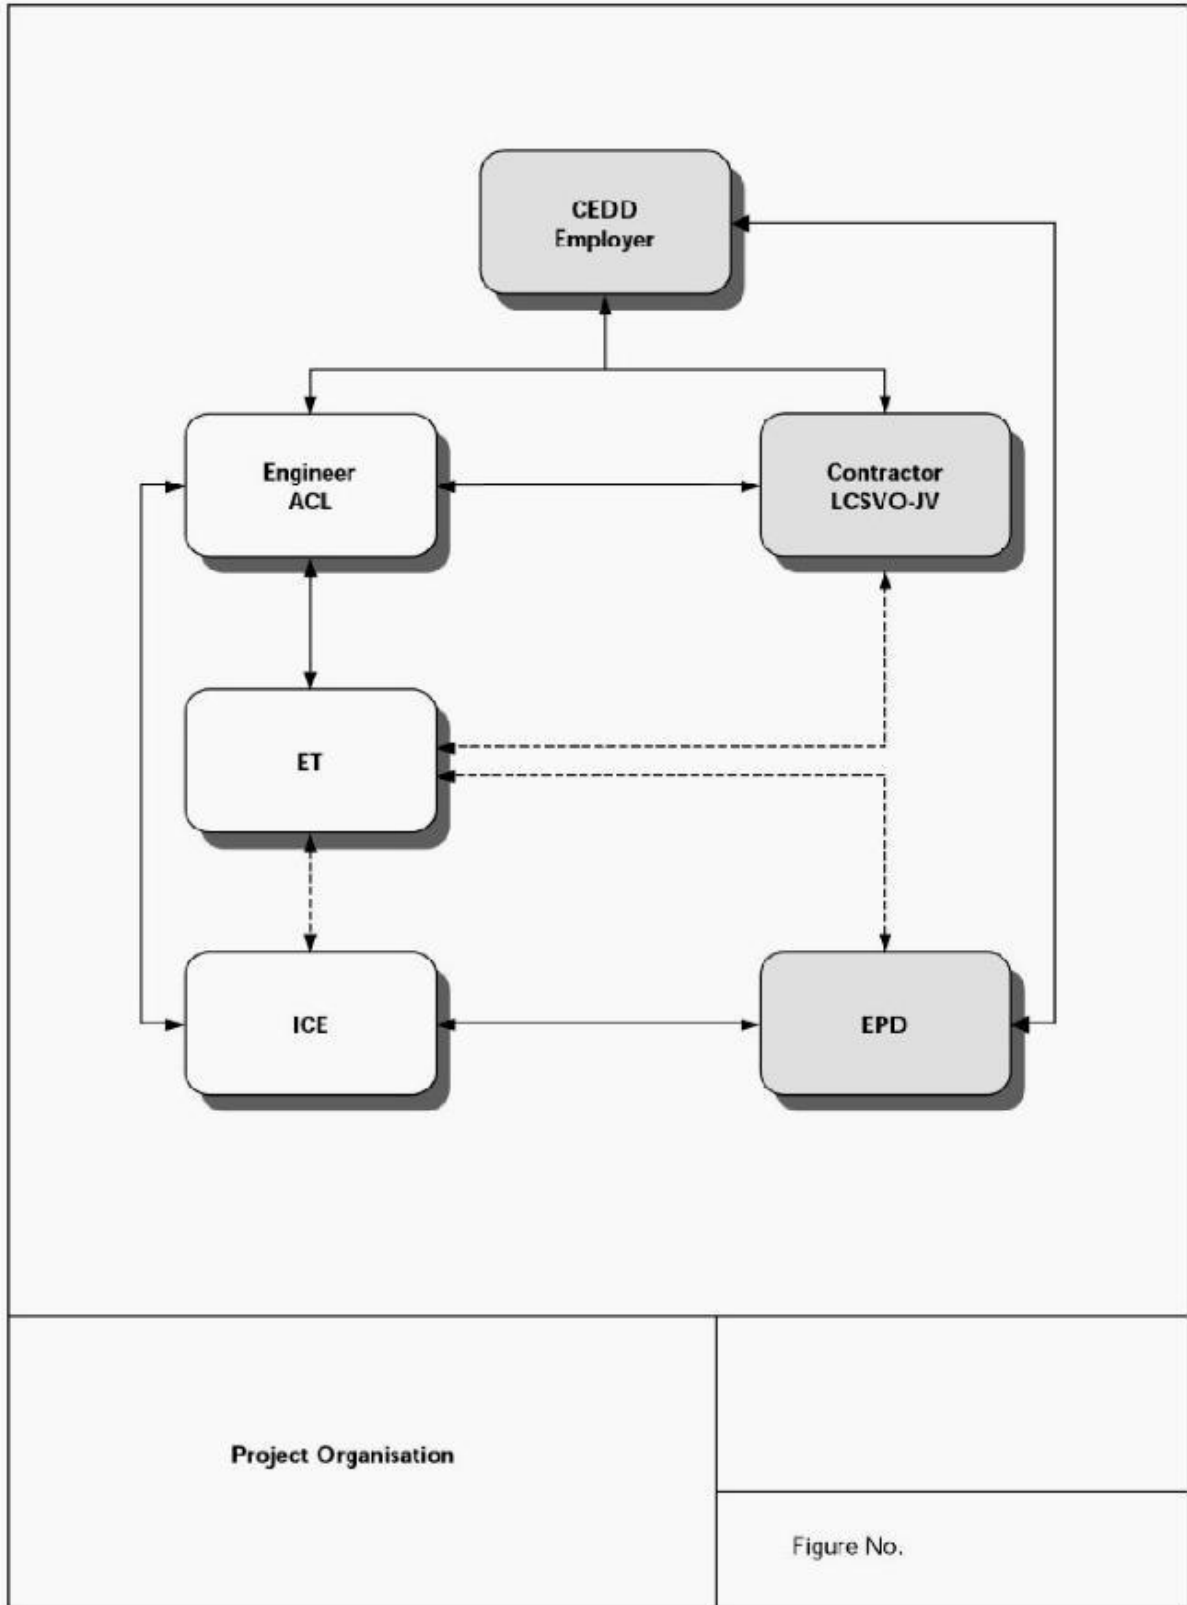 CEDD
Employer
Engineer
ACL
Contractor
LCSVO-JV
ET
ICE
EPD
Project Organisation
Figure No.